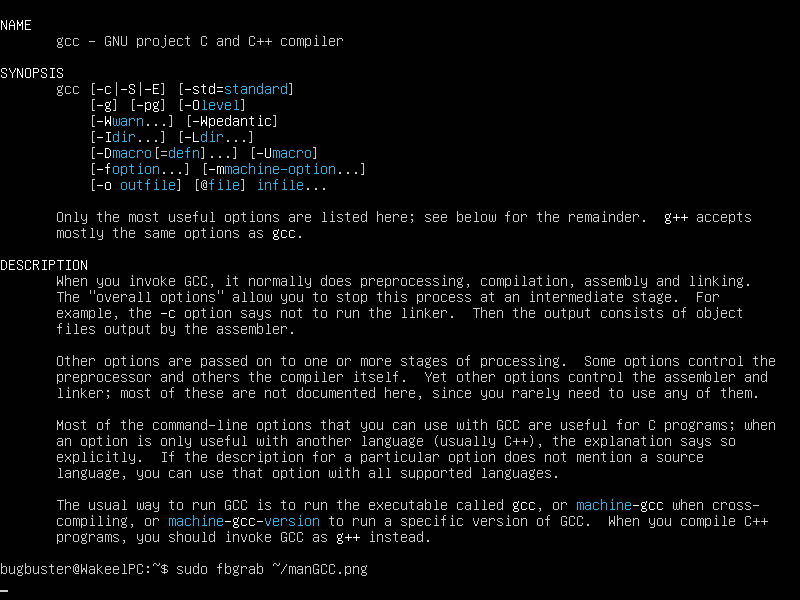 NAME
gcc - GNU project C and C++ compiler
SYNOPSIS
gcc [-c|-S|-E] [-std=standard]
[-g] [-pg] [-Olevel]
[-Wwarn...] [-Wpedantic]
[-Idir...] [-Ldir...]
[-Dmacro[=defn]...] [-Umacro]
[-foption...] [-mmachine-option...]
[-o outfile] [@file] infile...
Only the most useful options are listed here; see below for the remainder.  g++ accepts
mostly the same options as gcc.
DESCRIPTION
When you invoke GCC, it normally does preprocessing, compilation, assembly and linking.
The "overall options" allow you to stop this process at an intermediate stage.  For
example, the -c option says not to run the linker.  Then the output consists of object
files output by the assembler.
Other options are passed on to one or more stages of processing.  Some options control the
preprocessor and others the compiler itself.  Yet other options control the assembler and
linker; most of these are not documented here, since you rarely need to use any of them.
Most of the command-line options that you can use with GCC are useful for C programs; when
an option is only useful with another language (usually C++), the explanation says so
explicitly.  If the description for a particular option does not mention a source
language, you can use that option with all supported languages.
The usual way to run GCC is to run the executable called gcc, or machine-gcc when cross-
compiling, or machine-gcc-version to run a specific version of GCC.  When you compile C++
programs, you should invoke GCC as g++ instead.
bugbuster@WakeelPC:~$ sudo fbgrab ~/manGCC.png